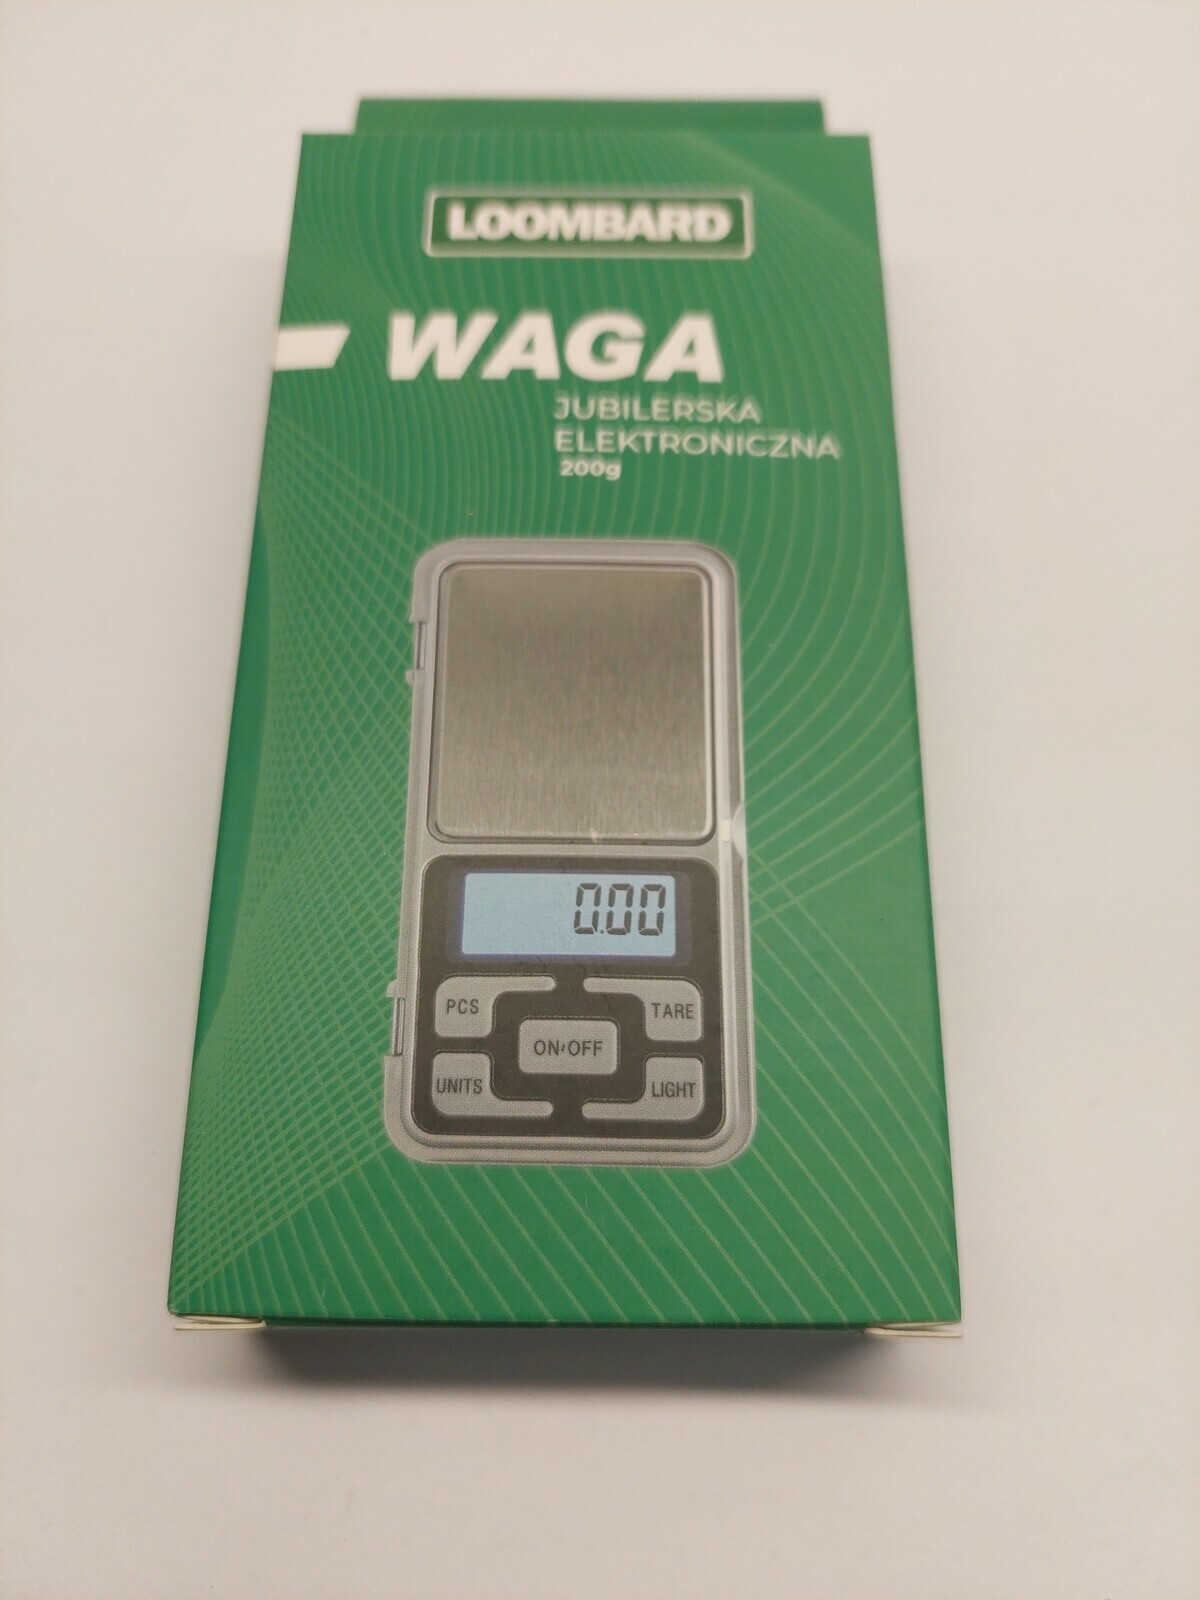 LOOMBARD
WAGA
JUBILERSKA
ELEKTRONICZNA
200g
0.00
PCS
TARE
ON/OFF
UNITS
LIGHT